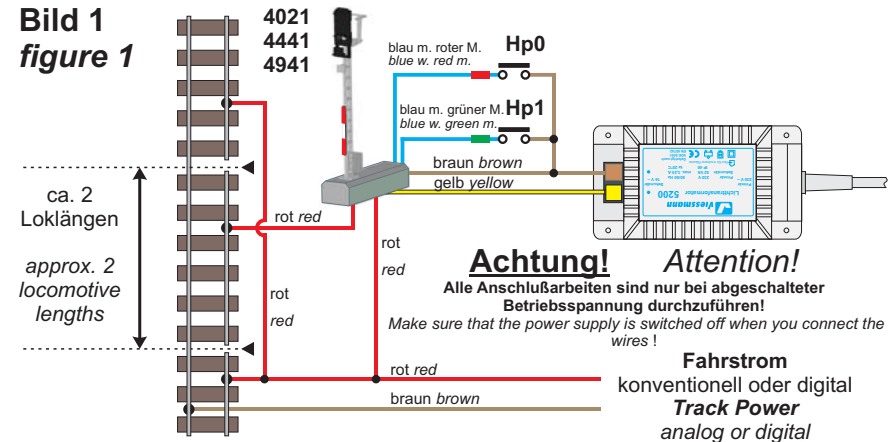 Bild 1
figure 1
4021
4441
4941
blau m. roter M.
blue w. red m.
Hp0
blau m. grüner M.
blue w. green m.
Hp1
braun brown
gelb yellow
viessmann
Lichttransformator
5200
ca. 2
Loklängen
approx. 2
locomotive
lengths
rot red
rot
red
rot
red
Achtung! Attention!
Alle Anschlußarbeiten sind nur bei abgeschalteter
Betriebsspannung durchzuführen!
Make sure that the power supply is switched off when you connect the
wires !
rot red
braun brown
Fahrstrom
konventionell oder digital
Track Power
analog or digital